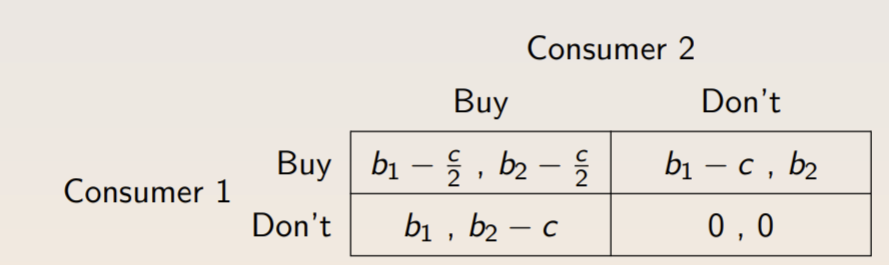 Consumer 2
Buy Don't
Buy b₁ − c/2 , b₂ − c/2 b₁ − c , b₂
Consumer 1
Don't b₁ , b₂ − c 0 , 0